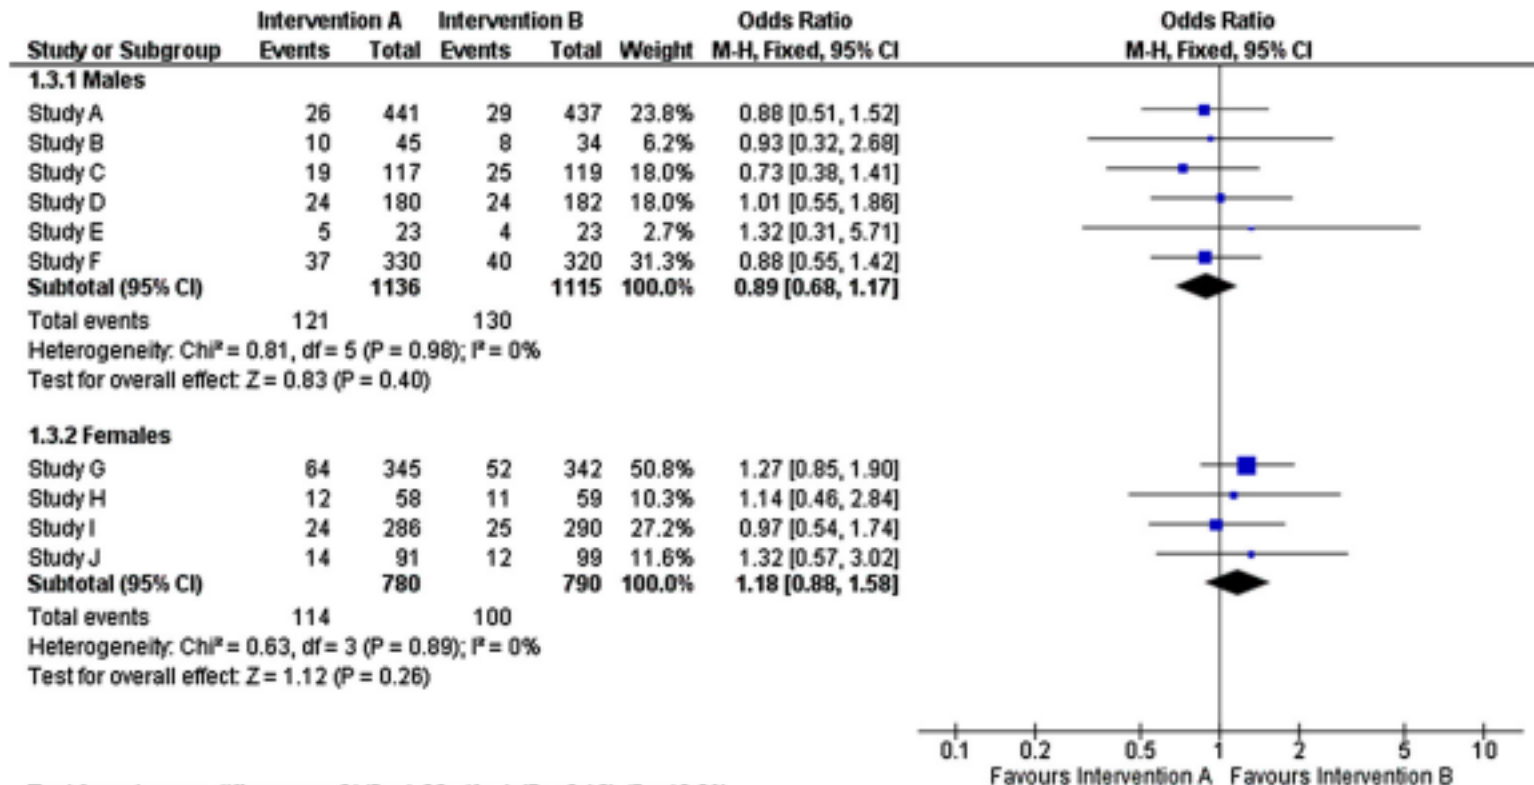 Intervention A Intervention B Odds Ratio Odds Ratio
Study or Subgroup Events Total Events Total Weight M-H, Fixed, 95% CI M-H, Fixed, 95% CI
1.3.1 Males
Study A 26 441 29 437 23.8% 0.88 [0.51, 1.52]
Study B 10 45 8 34 6.2% 0.93 [0.32, 2.68]
Study C 19 117 25 119 18.0% 0.73 [0.38, 1.41]
Study D 24 180 24 182 18.0% 1.01 [0.55, 1.86]
Study E 5 23 4 23 2.7% 1.32 [0.31, 5.71]
Study F 37 330 40 320 31.3% 0.88 [0.55, 1.42]
Subtotal (95% CI) 1136 1115 100.0% 0.89 [0.68, 1.17]
Total events 121 130
Heterogeneity: Chi² = 0.81, df = 5 (P = 0.98); I² = 0%
Test for overall effect: Z = 0.83 (P = 0.40)
1.3.2 Females
Study G 64 345 52 342 50.8% 1.27 [0.85, 1.90]
Study H 12 58 11 59 10.3% 1.14 [0.46, 2.84]
Study I 24 286 25 290 27.2% 0.97 [0.54, 1.74]
Study J 14 91 12 99 11.6% 1.32 [0.57, 3.02]
Subtotal (95% CI) 780 790 100.0% 1.18 [0.88, 1.58]
Total events 114 100
Heterogeneity: Chi² = 0.63, df = 3 (P = 0.89); I² = 0%
Test for overall effect: Z = 1.12 (P = 0.26)
0.1 0.2 0.5 1 2 5 10
Favours Intervention A Favours Intervention B